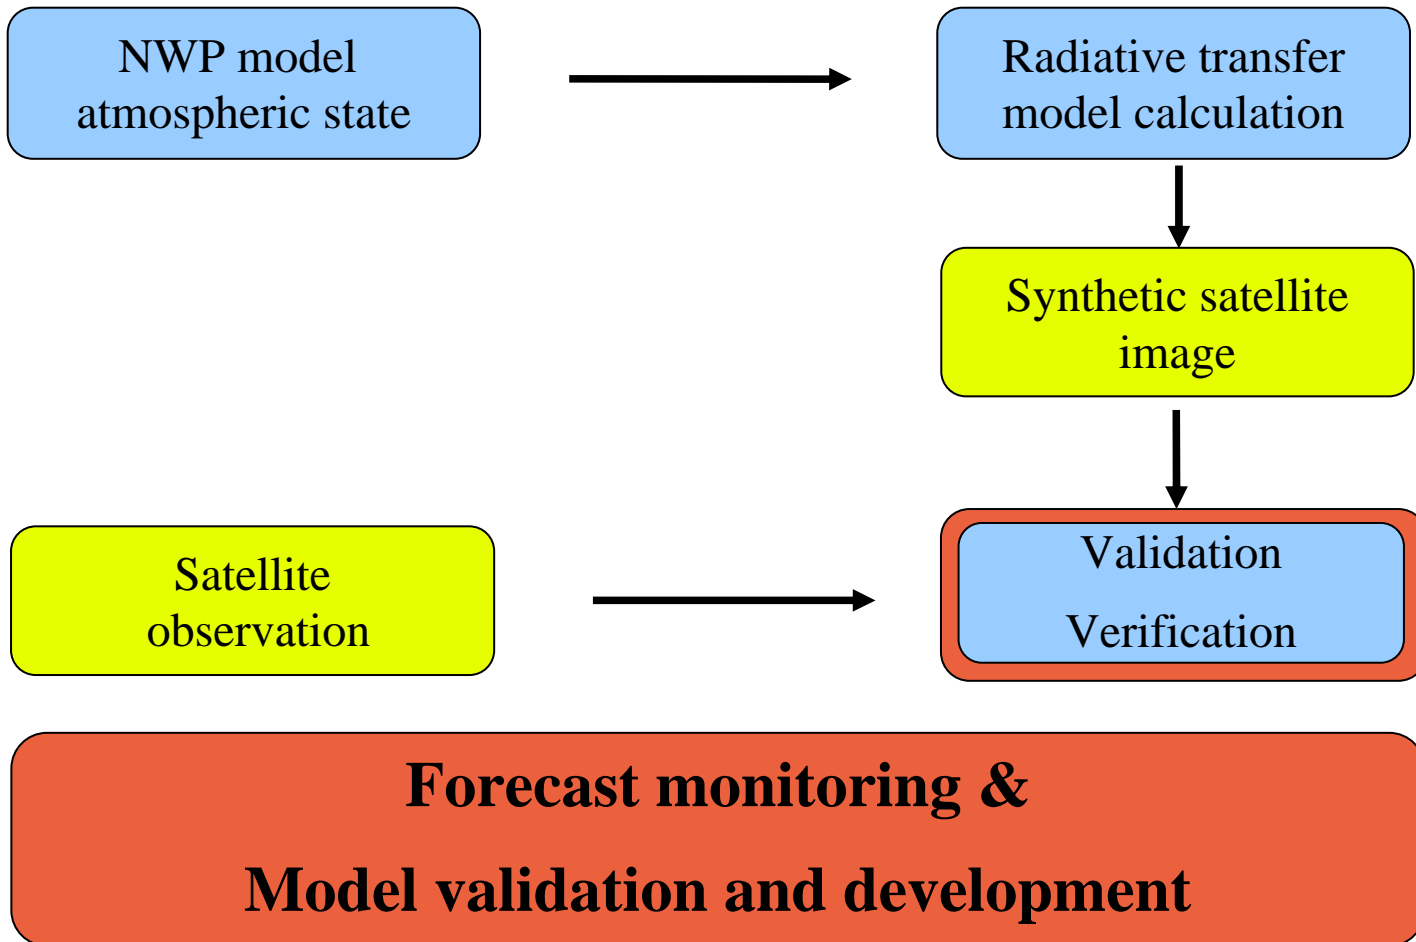 NWP model
atmospheric state
Radiative transfer
model calculation
Synthetic satellite
image
Satellite
observation
Validation
Verification
Forecast monitoring &
Model validation and development